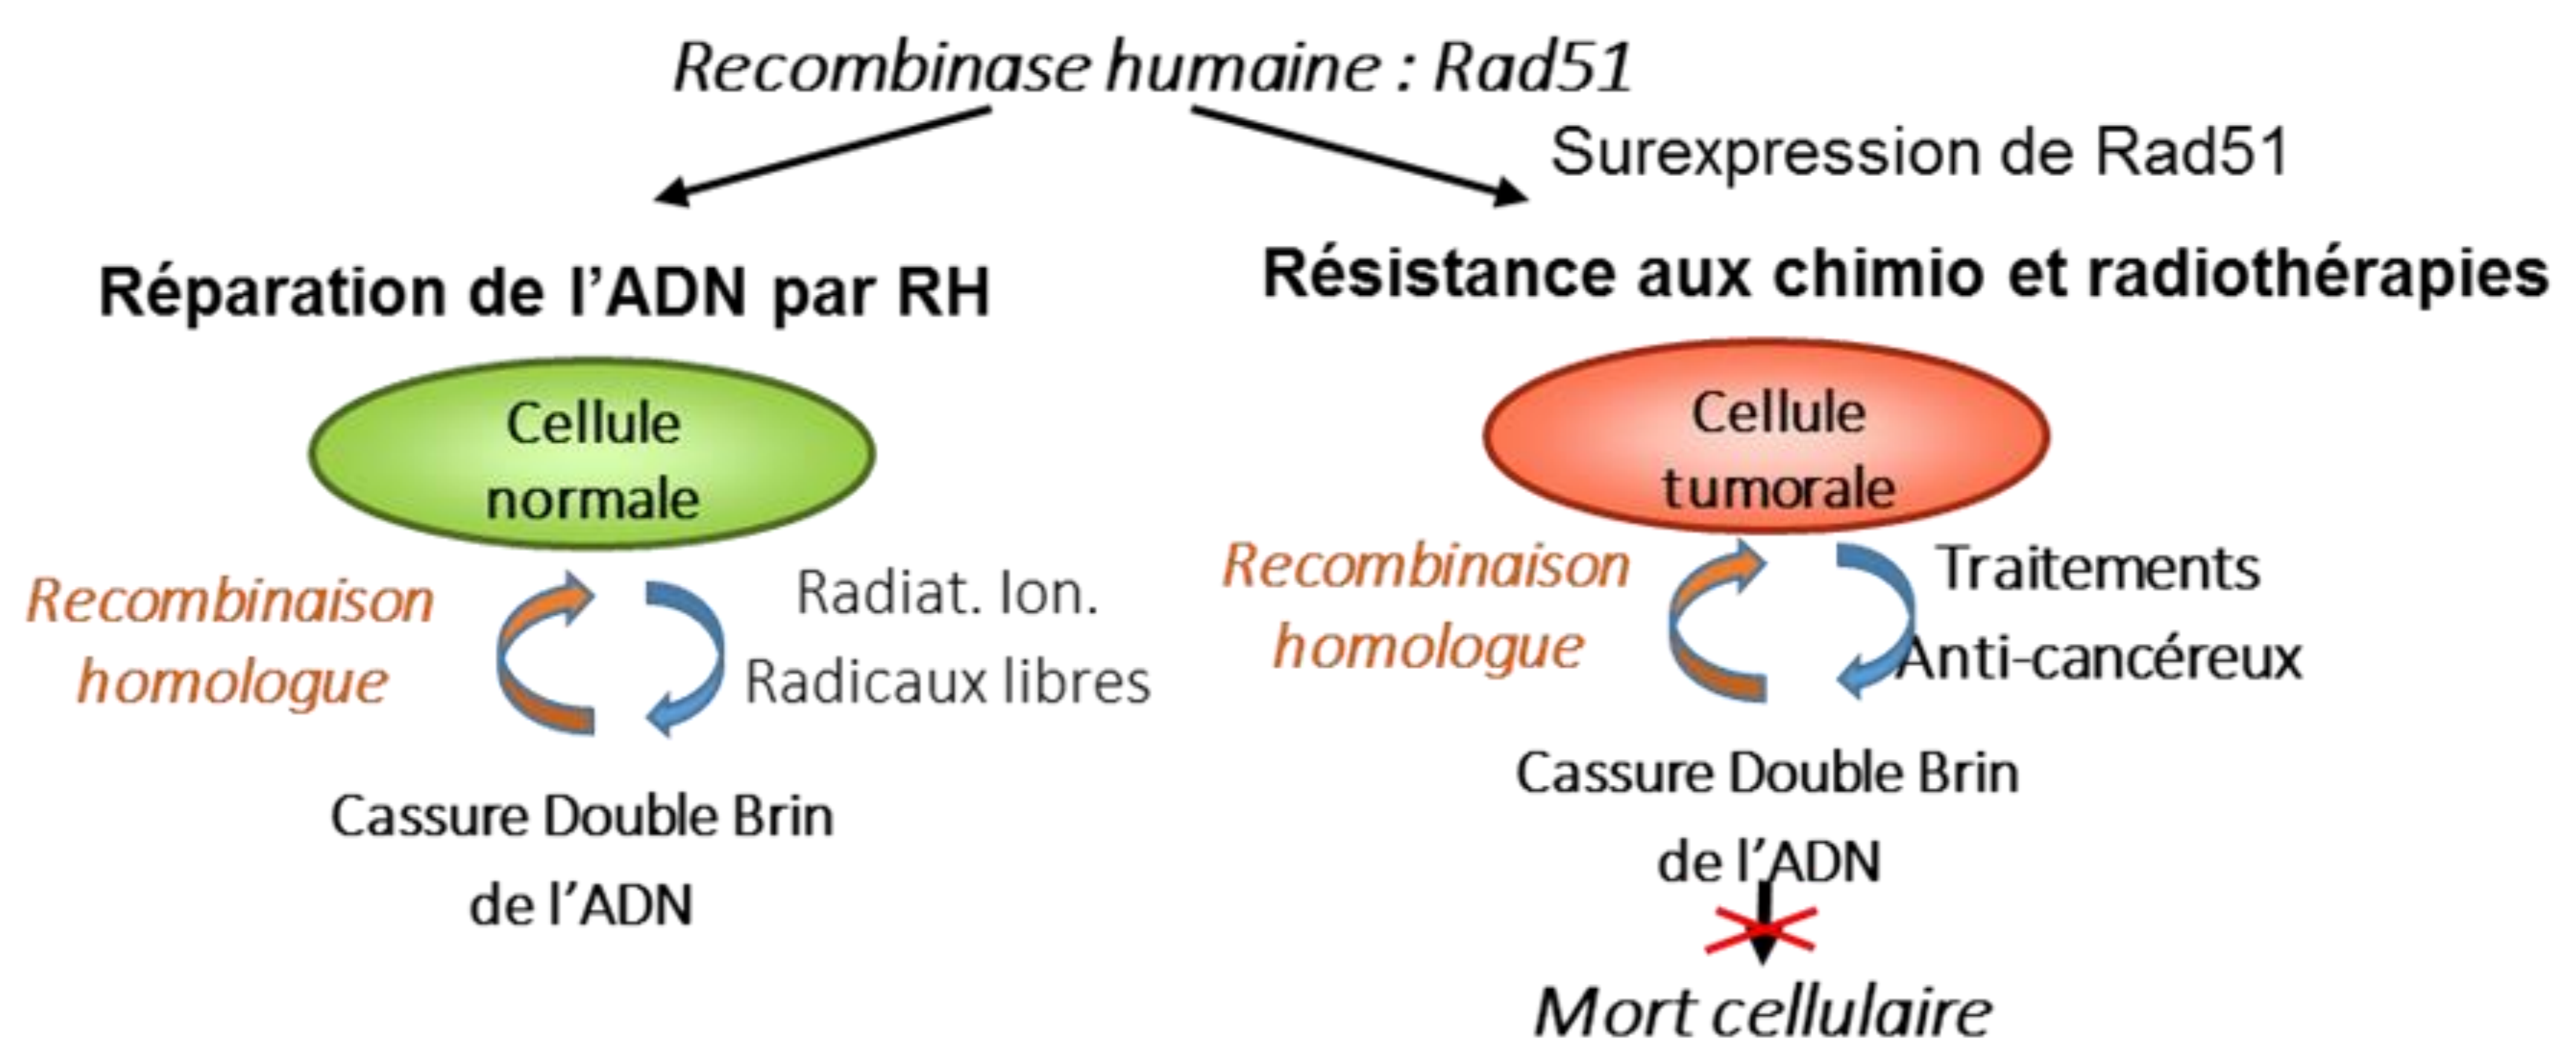 Recombinase humaine : Rad51
Surexpression de Rad51
Réparation de l'ADN par RH
Cellule
normale
Recombinaison
homologue
Radiat. Ion.
Radicaux libres
Cassure Double Brin
de l'ADN
Résistance aux chimio et radiothérapies
Cellule
tumorale
Recombinaison
homologue
Traitements
Anti-cancéreux
Cassure Double Brin
de l'ADN
Mort cellulaire